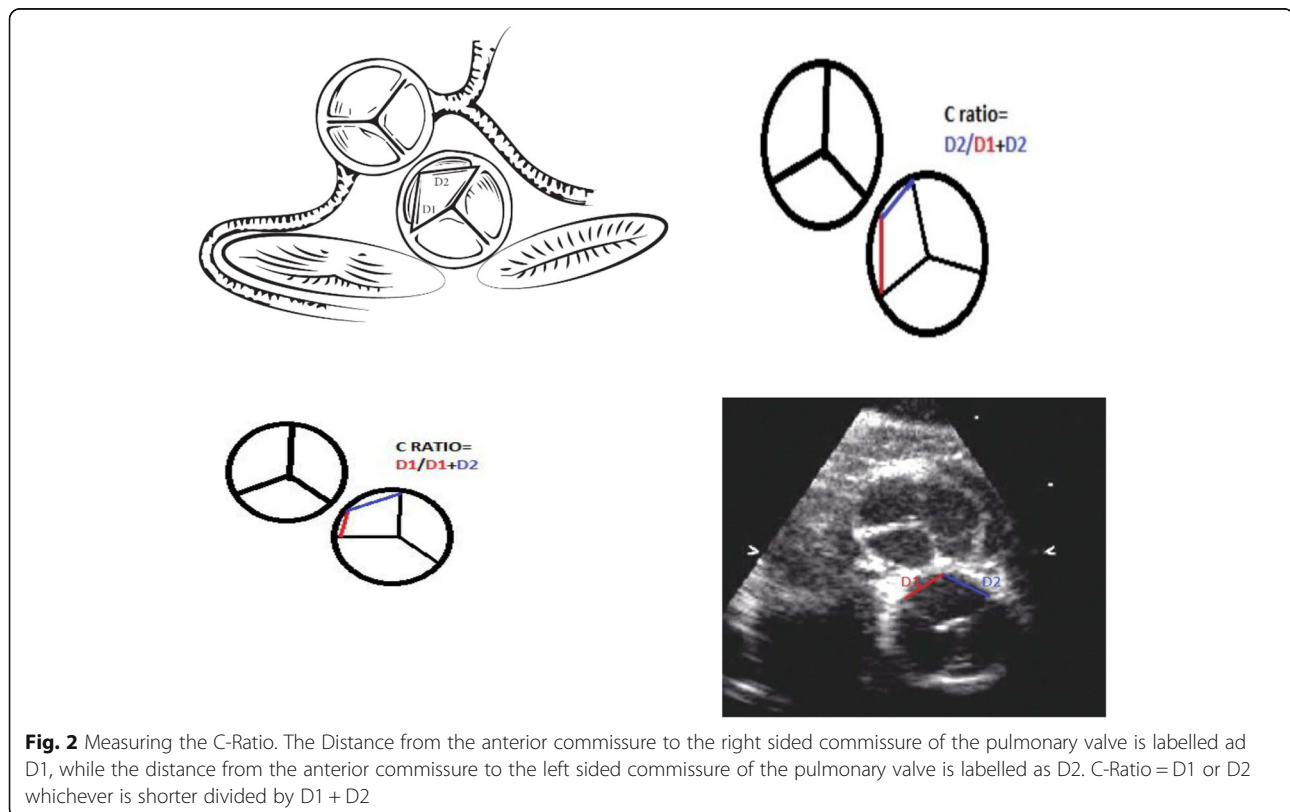 D2
D1
C ratio=
D2/D1+D2
C RATIO=
D1/D1+D2
D1
D2
Fig. 2 Measuring the C-Ratio. The Distance from the anterior commissure to the right sided commissure of the pulmonary valve is labelled ad
D1, while the distance from the anterior commissure to the left sided commissure of the pulmonary valve is labelled as D2. C-Ratio = D1 or D2
whichever is shorter divided by D1 + D2